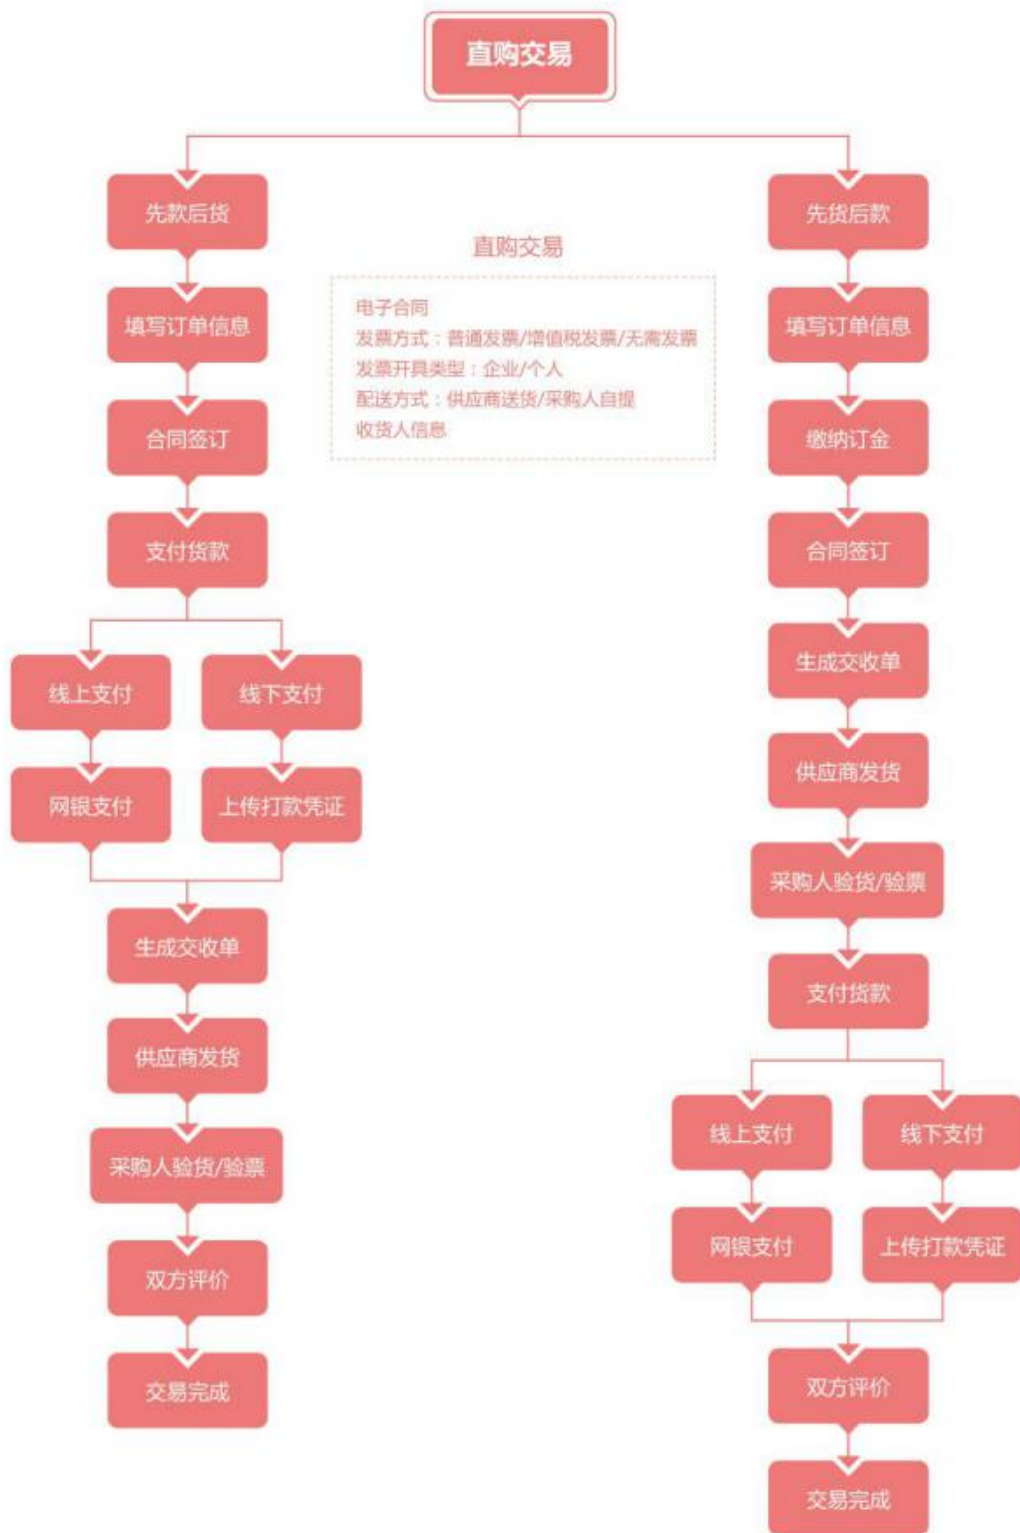 直购交易
先款后货
填写订单信息
合同签订
支付货款
线上支付
线下支付
网银支付
上传打款凭证
生成交收单
供应商发货
采购人验货/验票
双方评价
交易完成
直购交易
电子合同
发票方式：普通发票/增值税发票/无需发票
发票开具类型：企业/个人
配送方式：供应商送货/采购人自提
收货人信息
先货后款
填写订单信息
缴纳订金
合同签订
生成交收单
供应商发货
采购人验货/验票
支付货款
线上支付
线下支付
网银支付
上传打款凭证
双方评价
交易完成